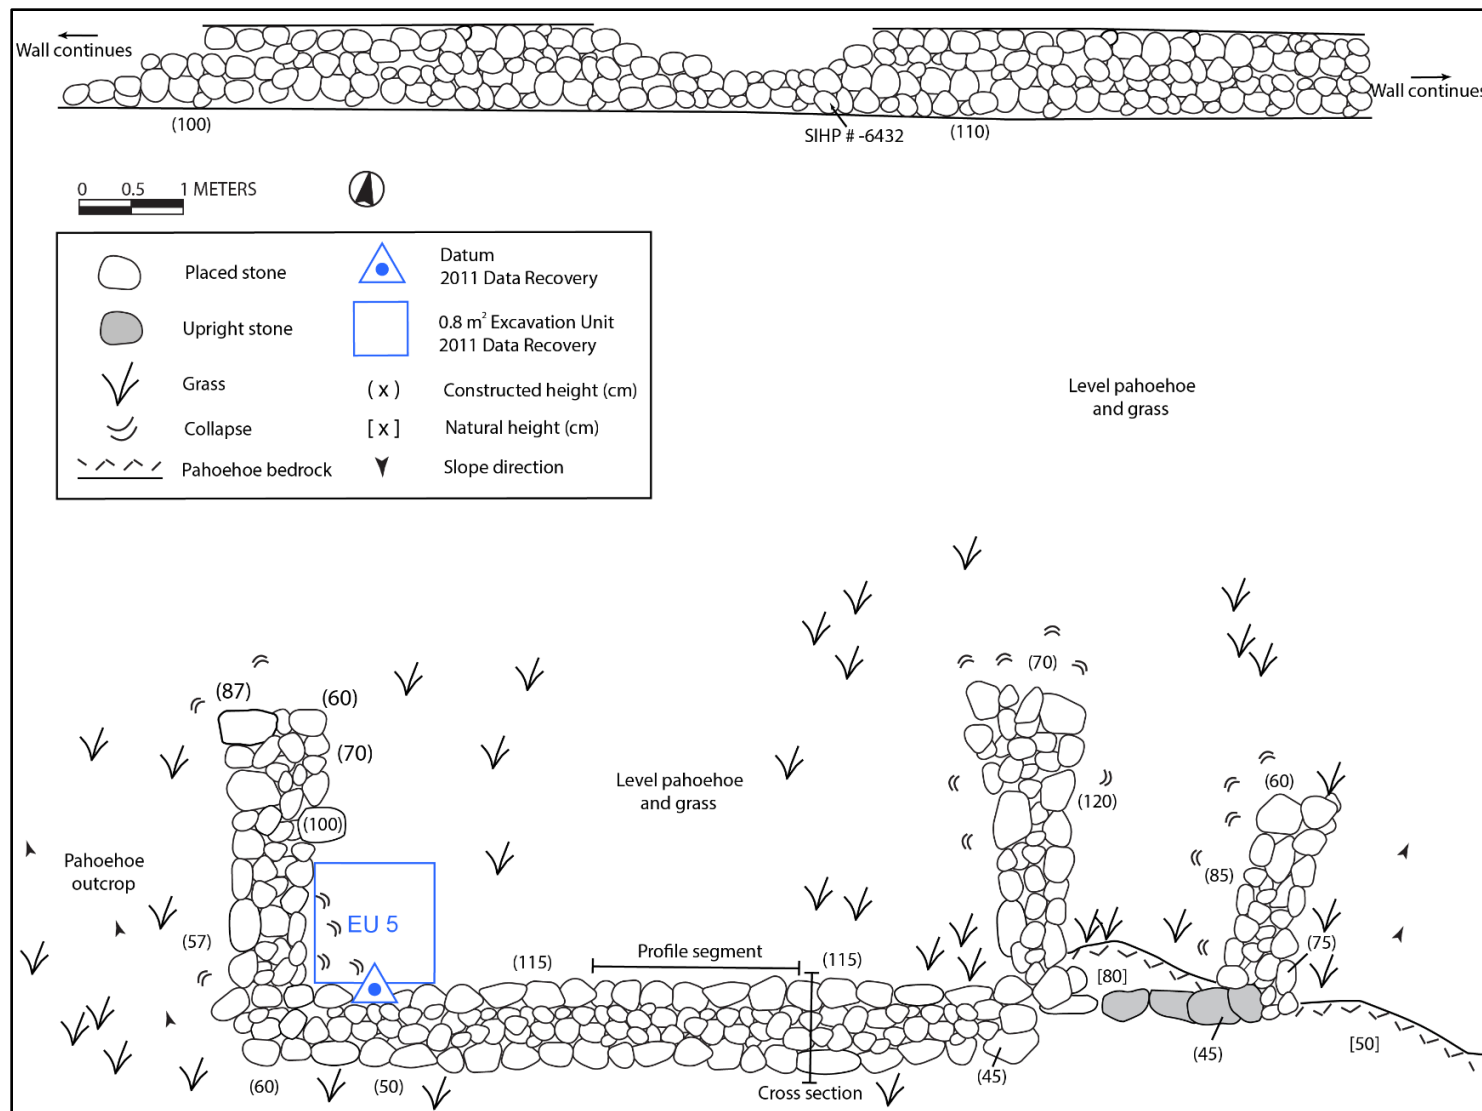 Wall continues
Wall continues
(100)
SIHP # -6432
(110)
0 0.5 1 METERS
Placed stone
Upright stone
Grass
Collapse
Pahoehoe bedrock
Datum
2011 Data Recovery
0.8 m² Excavation Unit
2011 Data Recovery
(x) Constructed height (cm)
[x] Natural height (cm)
Slope direction
Level pahoehoe
and grass
(87)
(60)
(70)
(70)
(100)
Level pahoehoe
and grass
(120)
(60)
Pahoehoe
outcrop
(85)
EU 5
(57)
(115)
Profile segment
(115)
[80]
(75)
(60)
(50)
Cross section
(45)
(45)
[50]